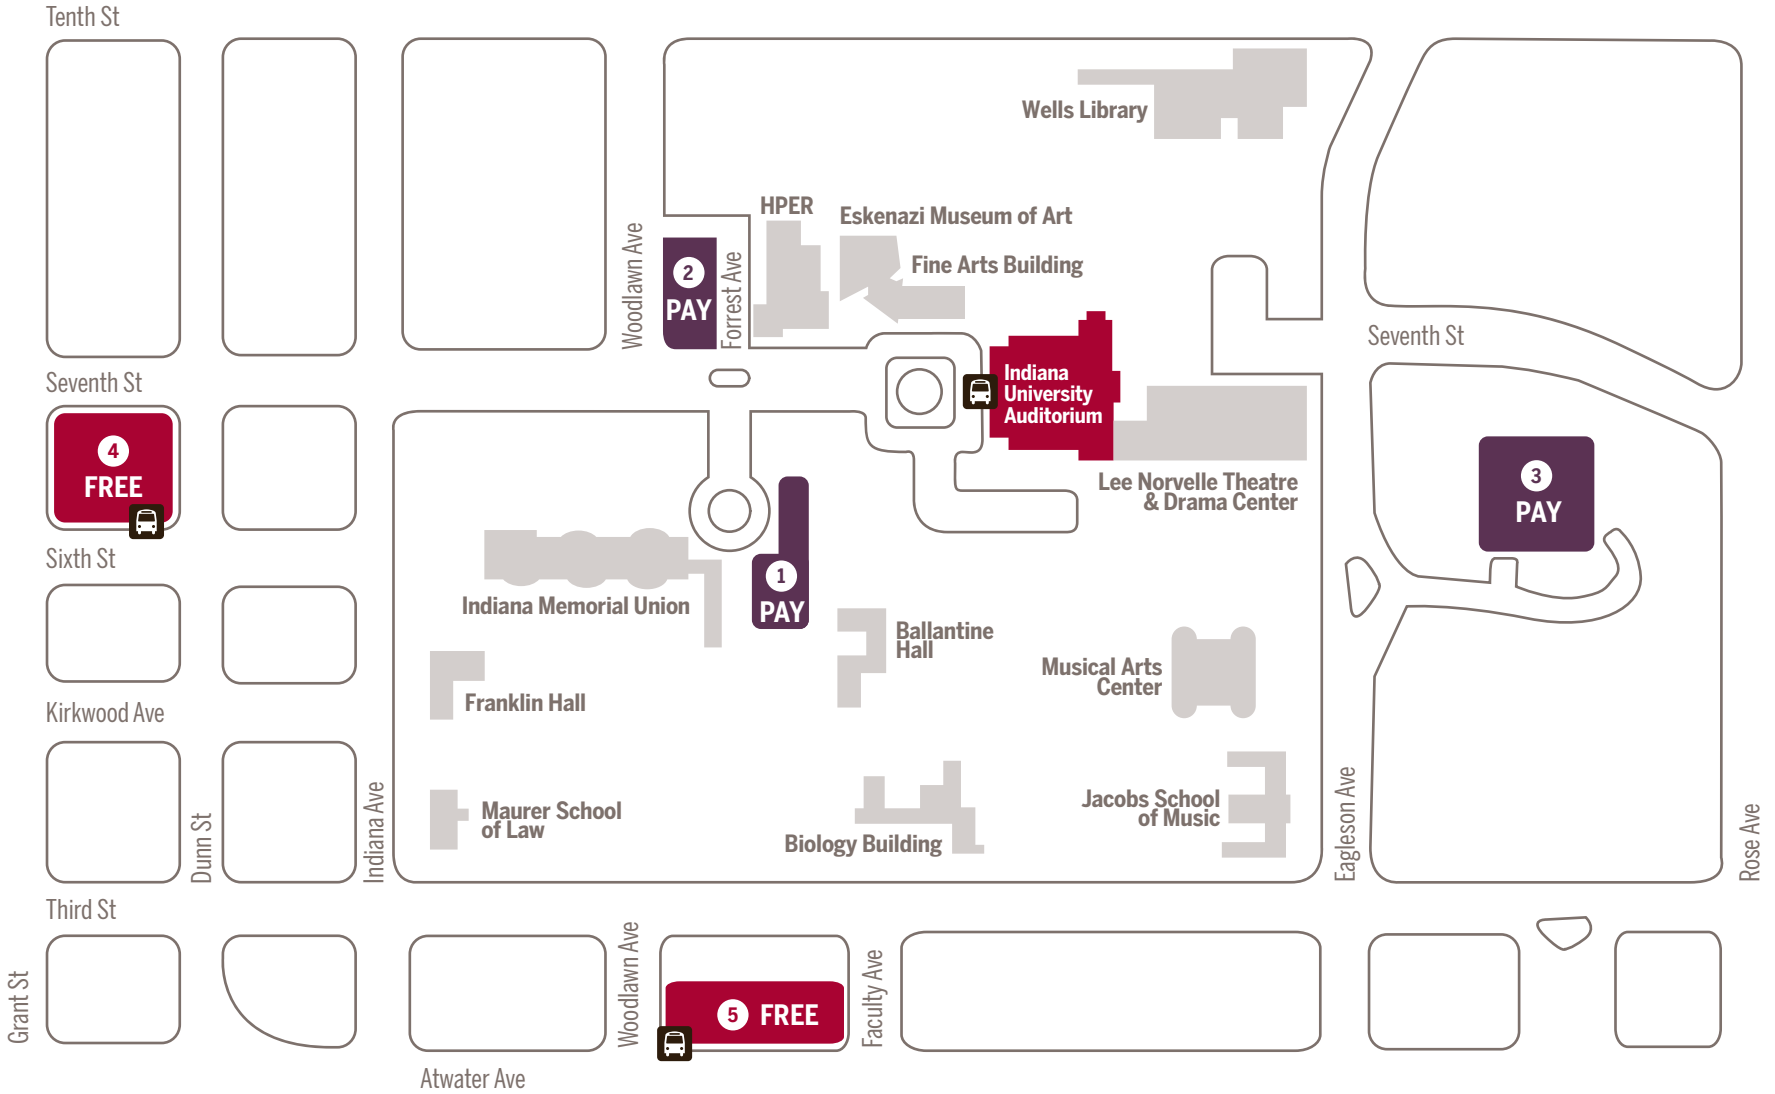 Tenth St
Wells Library
HPER
Eskenazi Museum of Art
Fine Arts Building
Woodlawn Ave
2
PAY
Forrest Ave
Seventh St
Seventh St
Indiana
University
Auditorium
4
FREE
3
PAY
Lee Norvelle Theatre
& Drama Center
Sixth St
1
PAY
Indiana Memorial Union
Ballantine
Hall
Musical Arts
Center
Franklin Hall
Kirkwood Ave
Maurer School
of Law
Biology Building
Jacobs School
of Music
Dunn St
Indiana Ave
Eagleson Ave
Rose Ave
Third St
Grant St
Woodlawn Ave
5 FREE
Faculty Ave
Atwater Ave